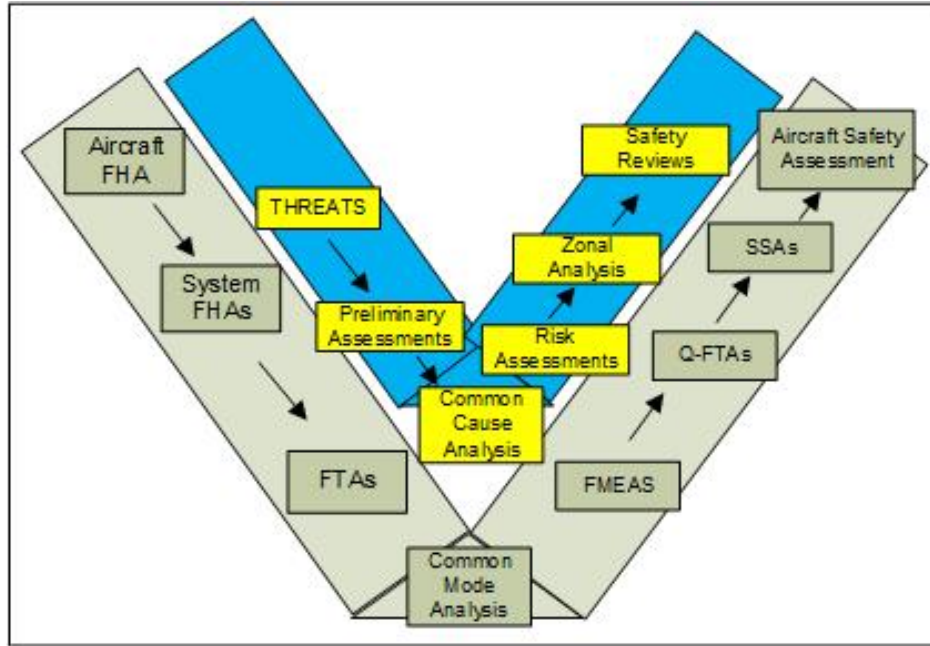 Aircraft
FHA
System
FHAs
FTAs
Common
Mode
Analysis
FMEAS
Q-FTAs
SSAs
Aircraft Safety
Assessment
THREATS
Preliminary
Assessments
Common
Cause
Analysis
Risk
Assessments
Zonal
Analysis
Safety
Reviews